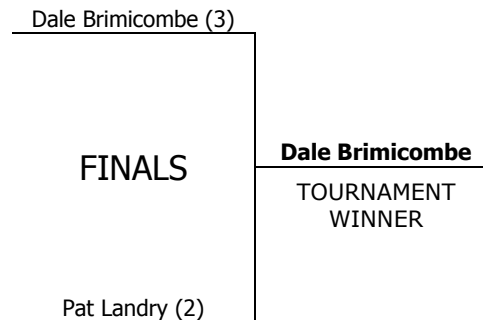 Dale Brimicombe (3)
FINALS
Dale Brimicombe
TOURNAMENT
WINNER
Pat Landry (2)